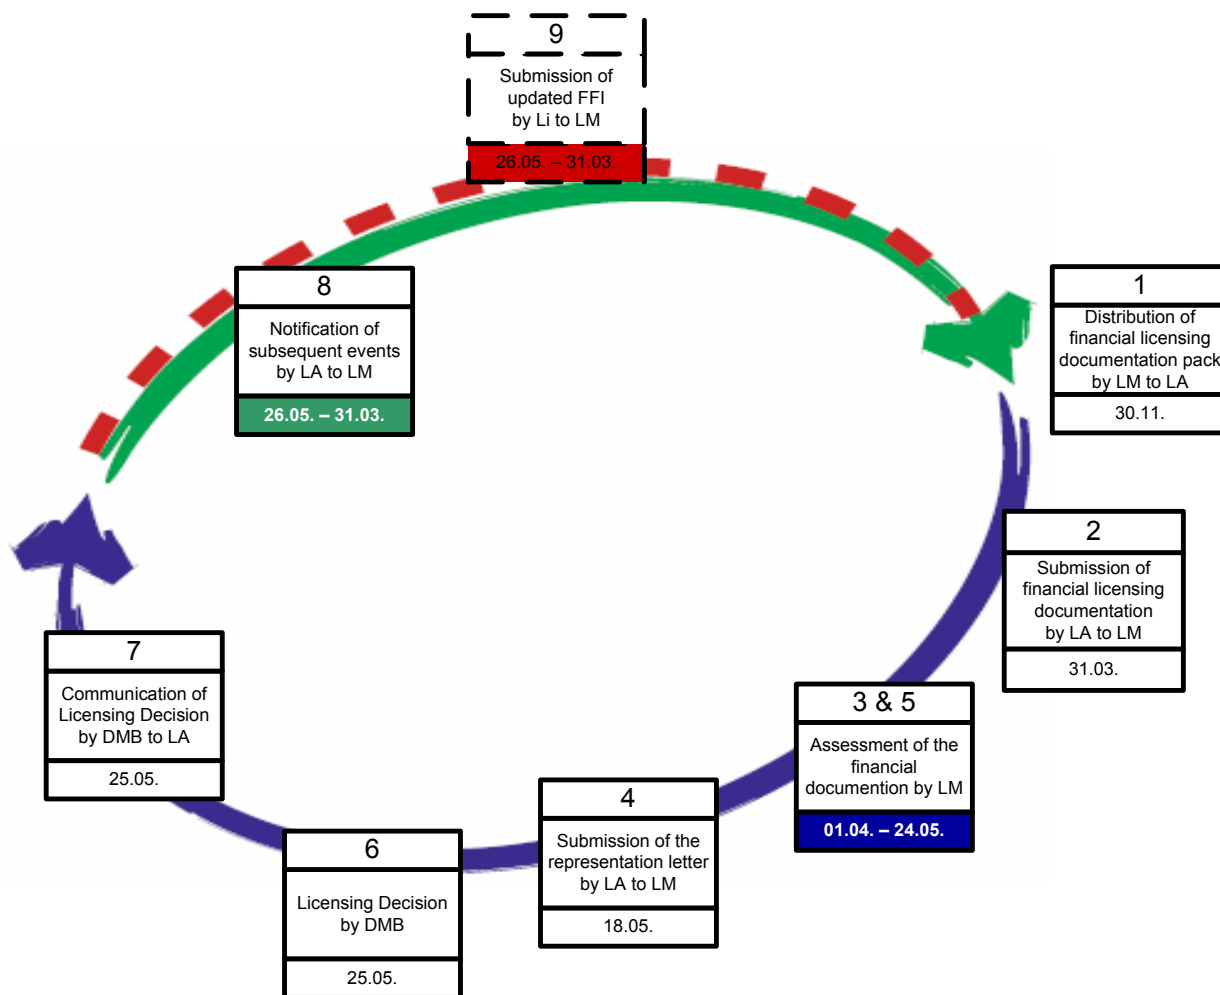 9
Submission of
updated FFI
by Li to LM
26.05. – 31.03.
8
Notification of
subsequent events
by LA to LM
26.05. – 31.03.
1
Distribution of
financial licensing
documentation pack
by LM to LA
30.11.
2
Submission of
financial licensing
documentation
by LA to LM
31.03.
3 & 5
Assessment of the
financial
documention by LM
01.04. – 24.05.
4
Submission of the
representation letter
by LA to LM
18.05.
6
Licensing Decision
by DMB
25.05.
7
Communication of
Licensing Decision
by DMB to LA
25.05.